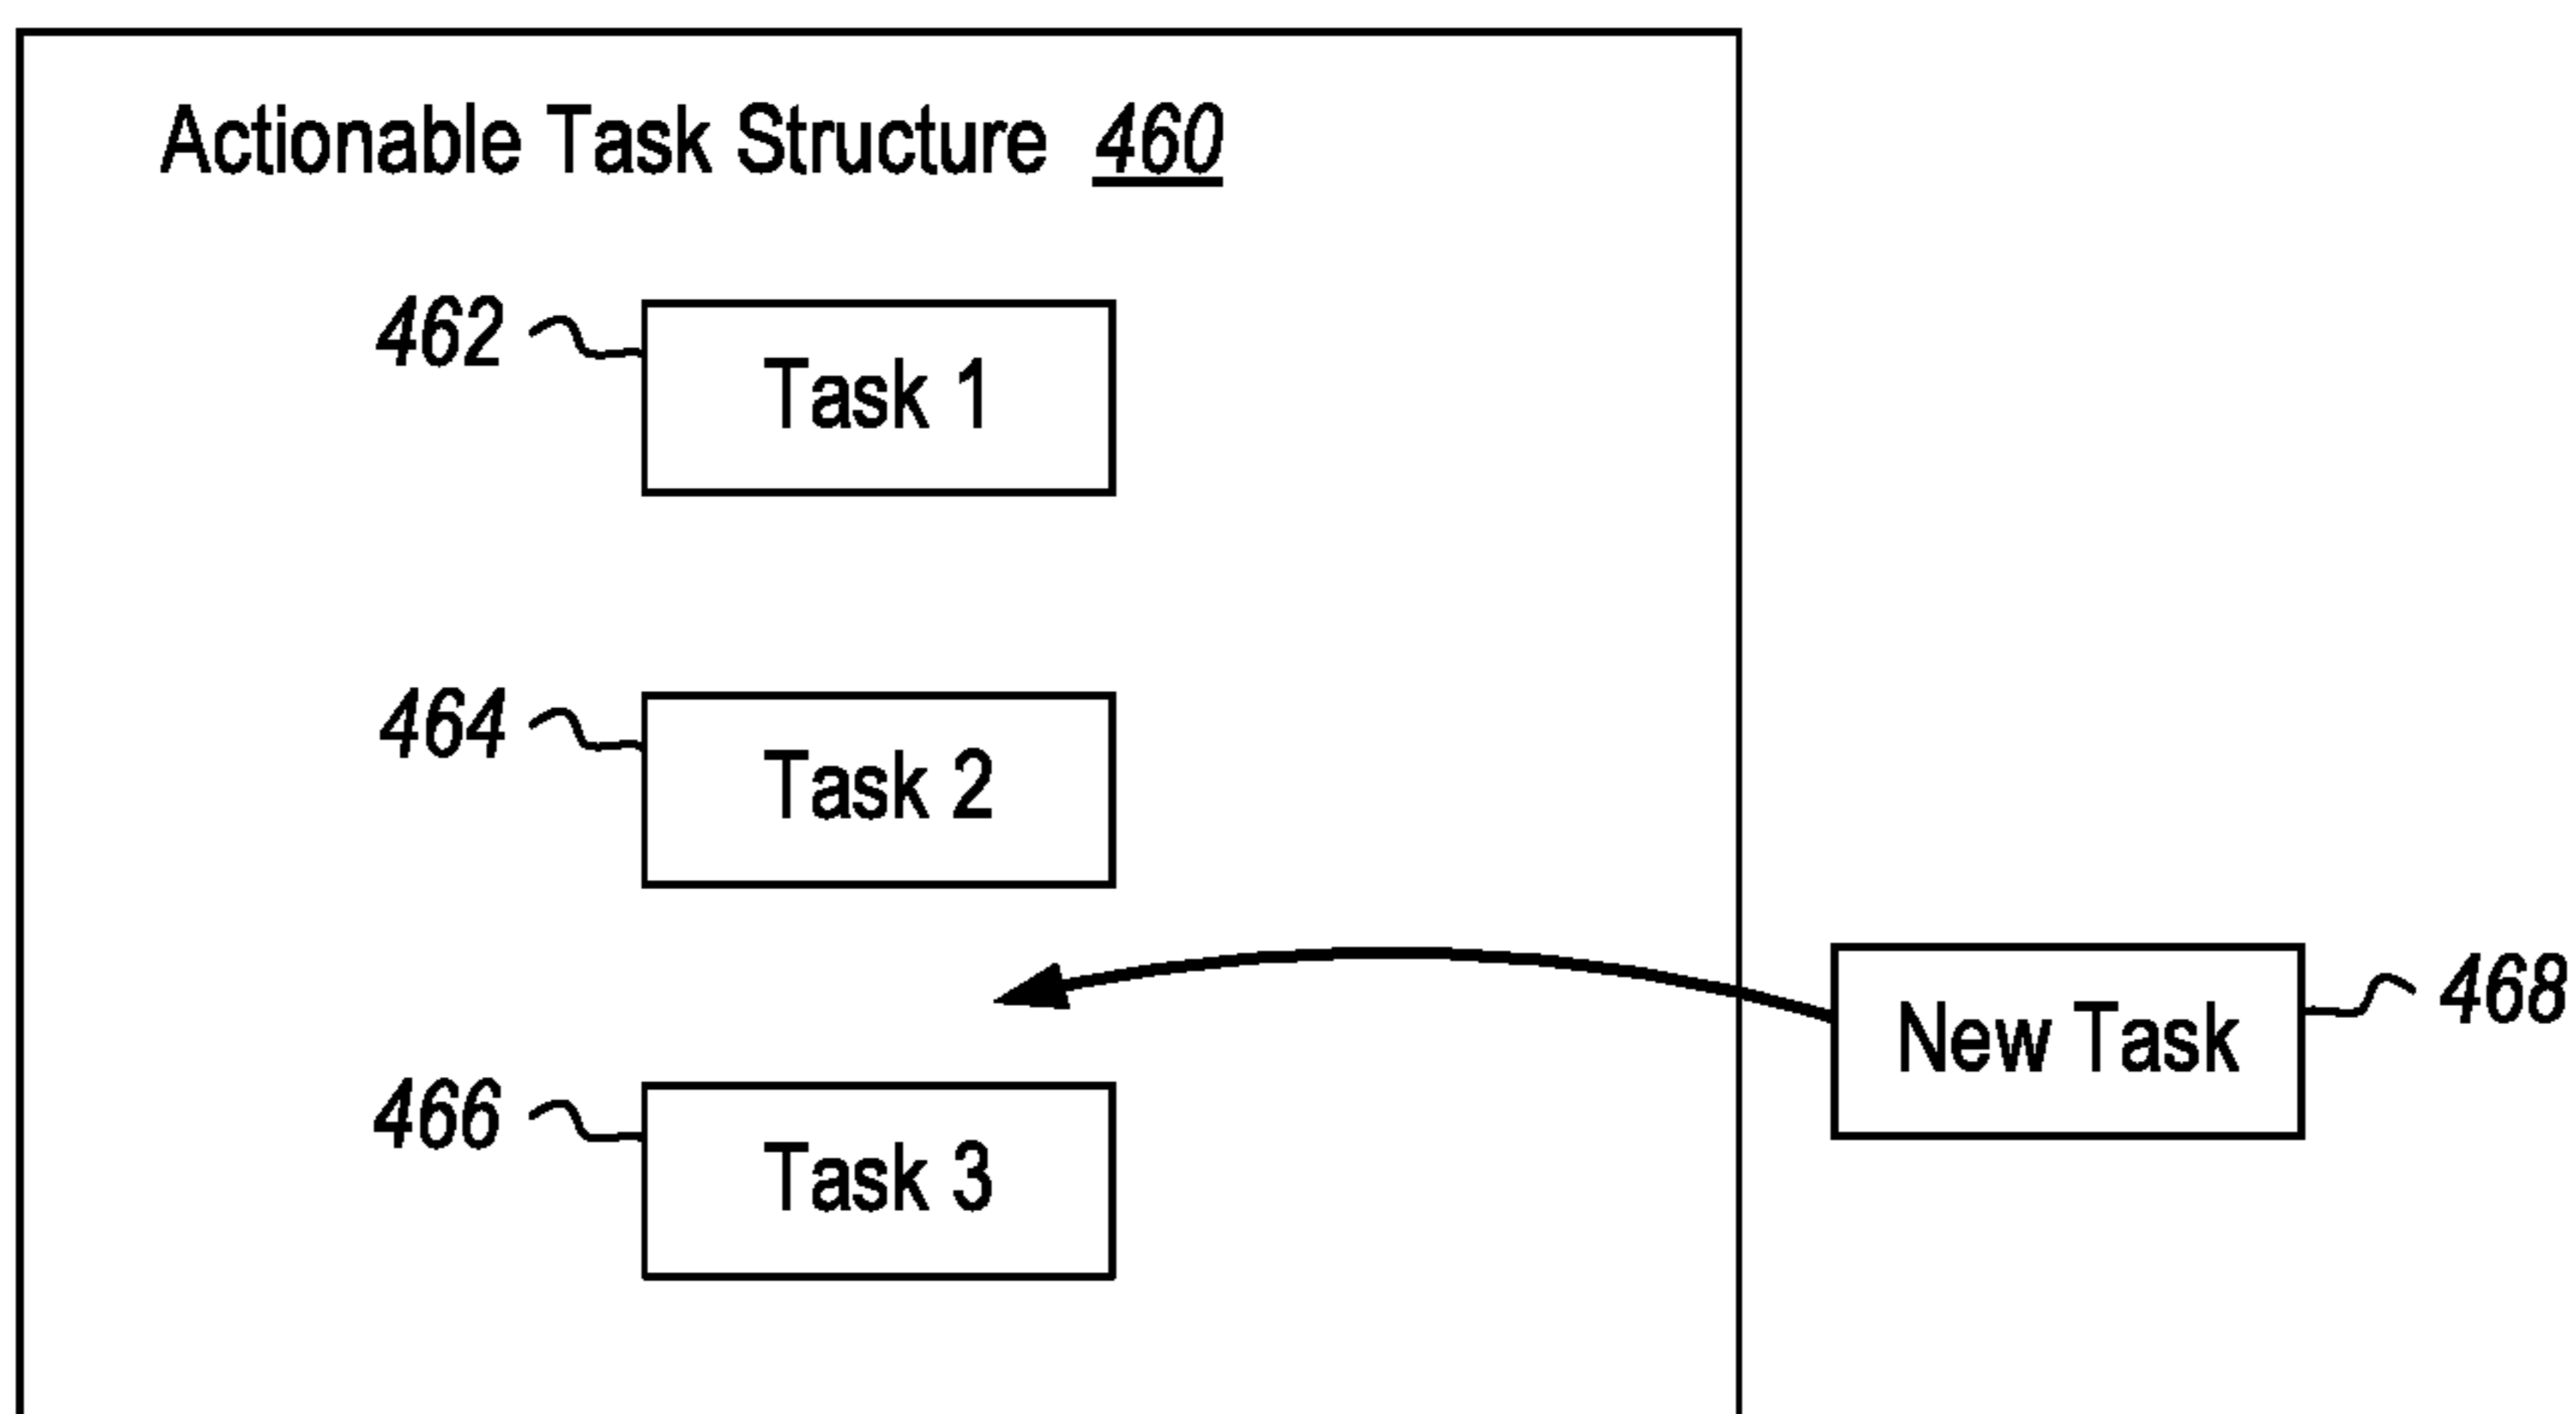 Actionable Task Structure 460
462 Task 1
464 Task 2
New Task 468
466 Task 3